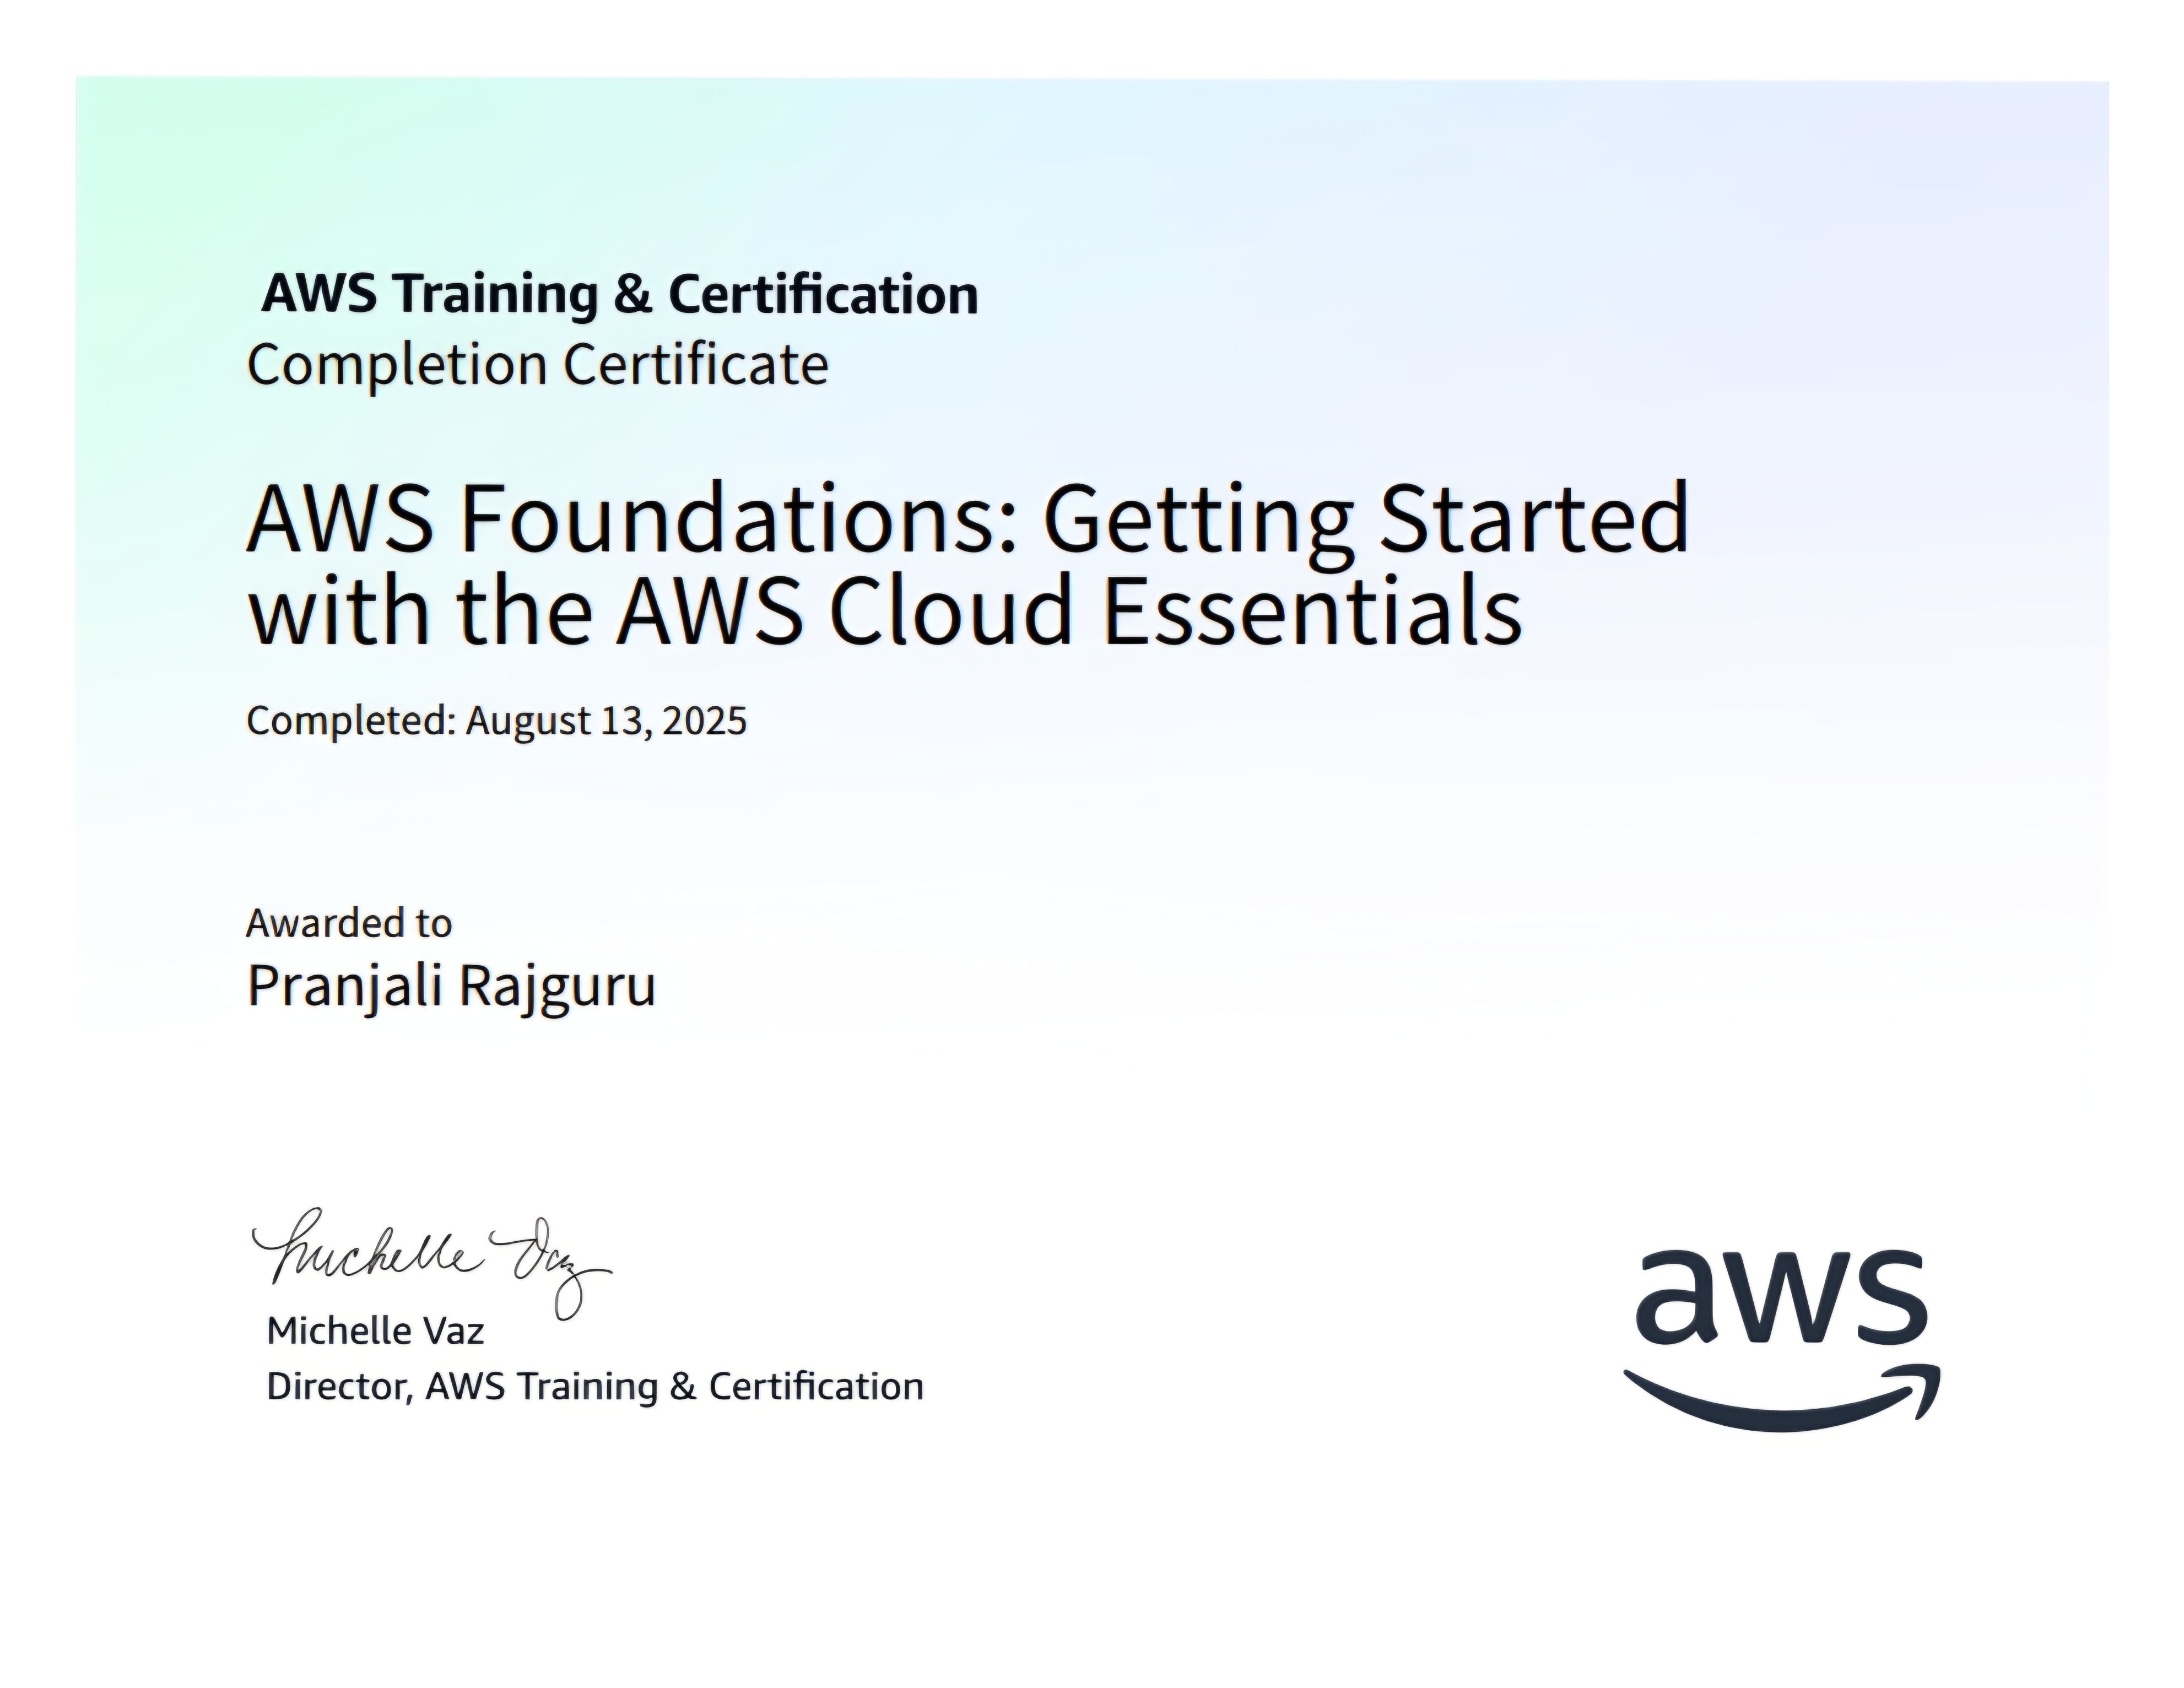 AWS Training & Certification
Completion Certificate
AWS Foundations: Getting Started
with the AWS Cloud Essentials
Completed: August 13, 2025
Awarded to
Pranjali Rajguru
Michelle Vaz
Michelle Vaz
Director, AWS Training & Certification
aws